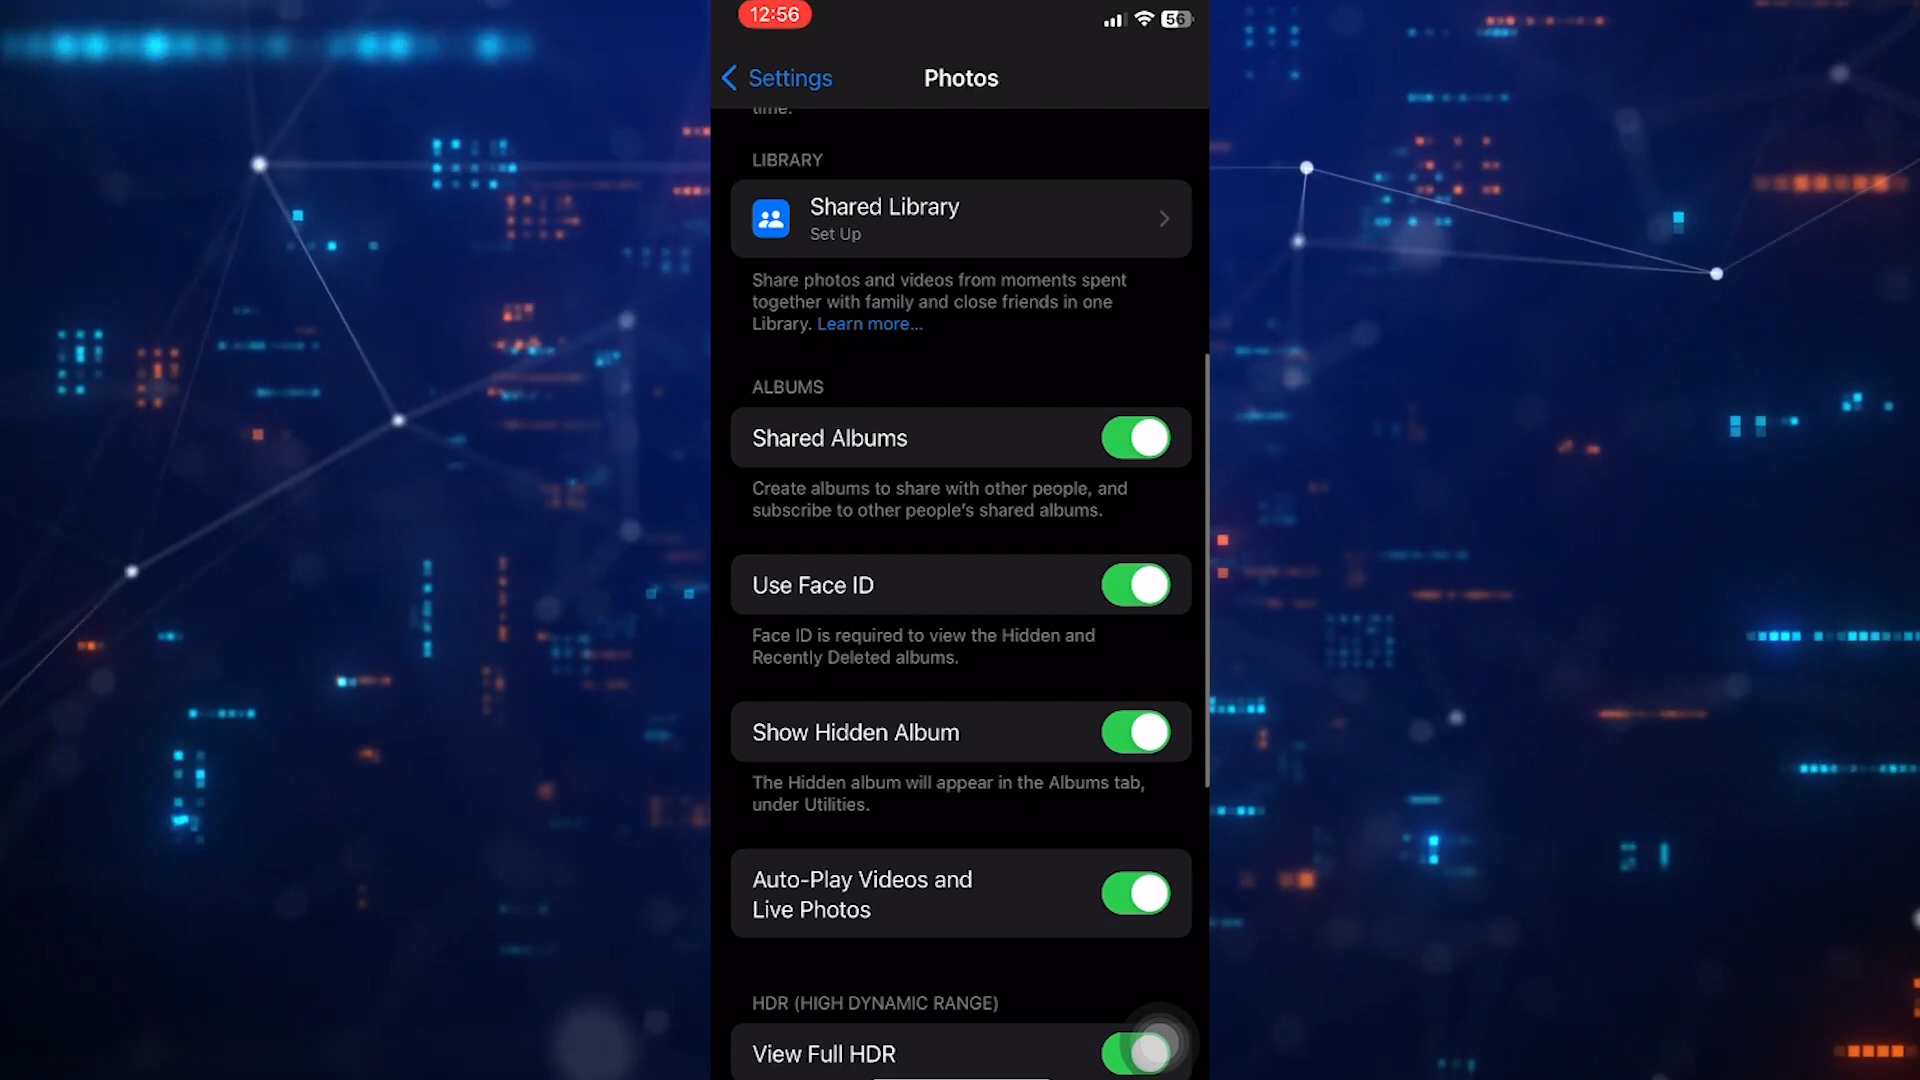 12:56
56
Settings
Photos
time.
LIBRARY
Shared Library
Set Up
Share photos and videos from moments spent
together with family and close friends in one
Library. Learn more...
ALBUMS
Shared Albums
Create albums to share with other people, and
subscribe to other people's shared albums.
Use Face ID
Face ID is required to view the Hidden and
Recently Deleted albums.
Show Hidden Album
The Hidden album will appear in the Albums tab,
under Utilities.
Auto-Play Videos and
Live Photos
HDR (HIGH DYNAMIC RANGE)
View Full HDR